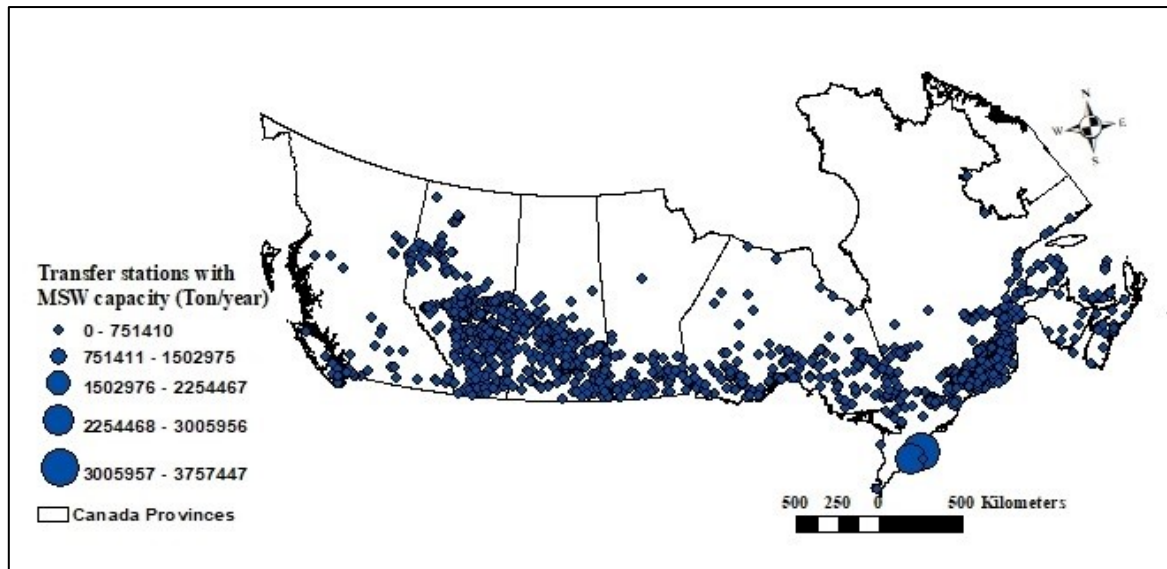 N
W
E
S
Transfer stations with
MSW capacity (Ton/year)
0 - 751410
751411 - 1502975
1502976 - 2254467
2254468 - 3005956
3005957 - 3757447
Canada Provinces
500 250 0 500 Kilometers